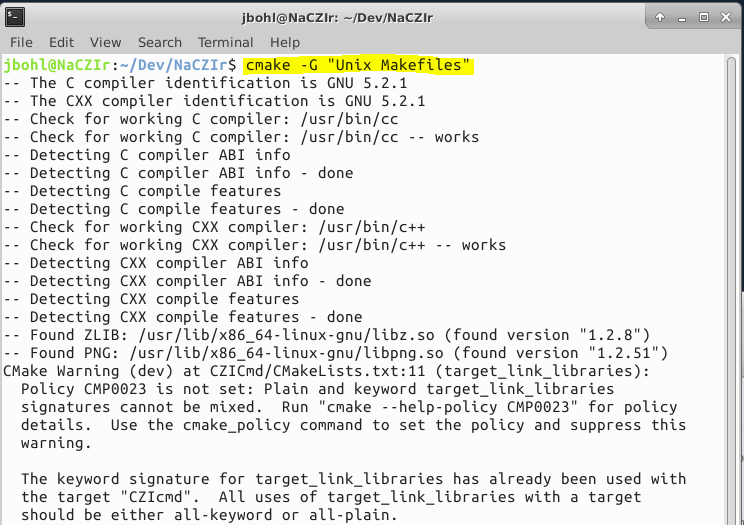 jbohl@NaCZIr: ~/Dev/NaCZIr
File Edit View Search Terminal Help
jbohl@NaCZIr:~/Dev/NaCZIr$ cmake -G "Unix Makefiles"
-- The C compiler identification is GNU 5.2.1
-- The CXX compiler identification is GNU 5.2.1
-- Check for working C compiler: /usr/bin/cc
-- Check for working C compiler: /usr/bin/cc -- works
-- Detecting C compiler ABI info
-- Detecting C compiler ABI info - done
-- Detecting C compile features
-- Detecting C compile features - done
-- Check for working CXX compiler: /usr/bin/c++
-- Check for working CXX compiler: /usr/bin/c++ -- works
-- Detecting CXX compiler ABI info
-- Detecting CXX compiler ABI info - done
-- Detecting CXX compile features
-- Detecting CXX compile features - done
-- Found ZLIB: /usr/lib/x86_64-linux-gnu/libz.so (found version "1.2.8")
-- Found PNG: /usr/lib/x86_64-linux-gnu/libpng.so (found version "1.2.51")
CMake Warning (dev) at CZICmd/CMakeLists.txt:11 (target_link_libraries):
  Policy CMP0023 is not set: Plain and keyword target_link_libraries
  signatures cannot be mixed.  Run "cmake --help-policy CMP0023" for policy
  details.  Use the cmake_policy command to set the policy and suppress this
  warning.

  The keyword signature for target_link_libraries has already been used with
  the target "CZIcmd".  All uses of target_link_libraries with a target
  should be either all-keyword or all-plain.